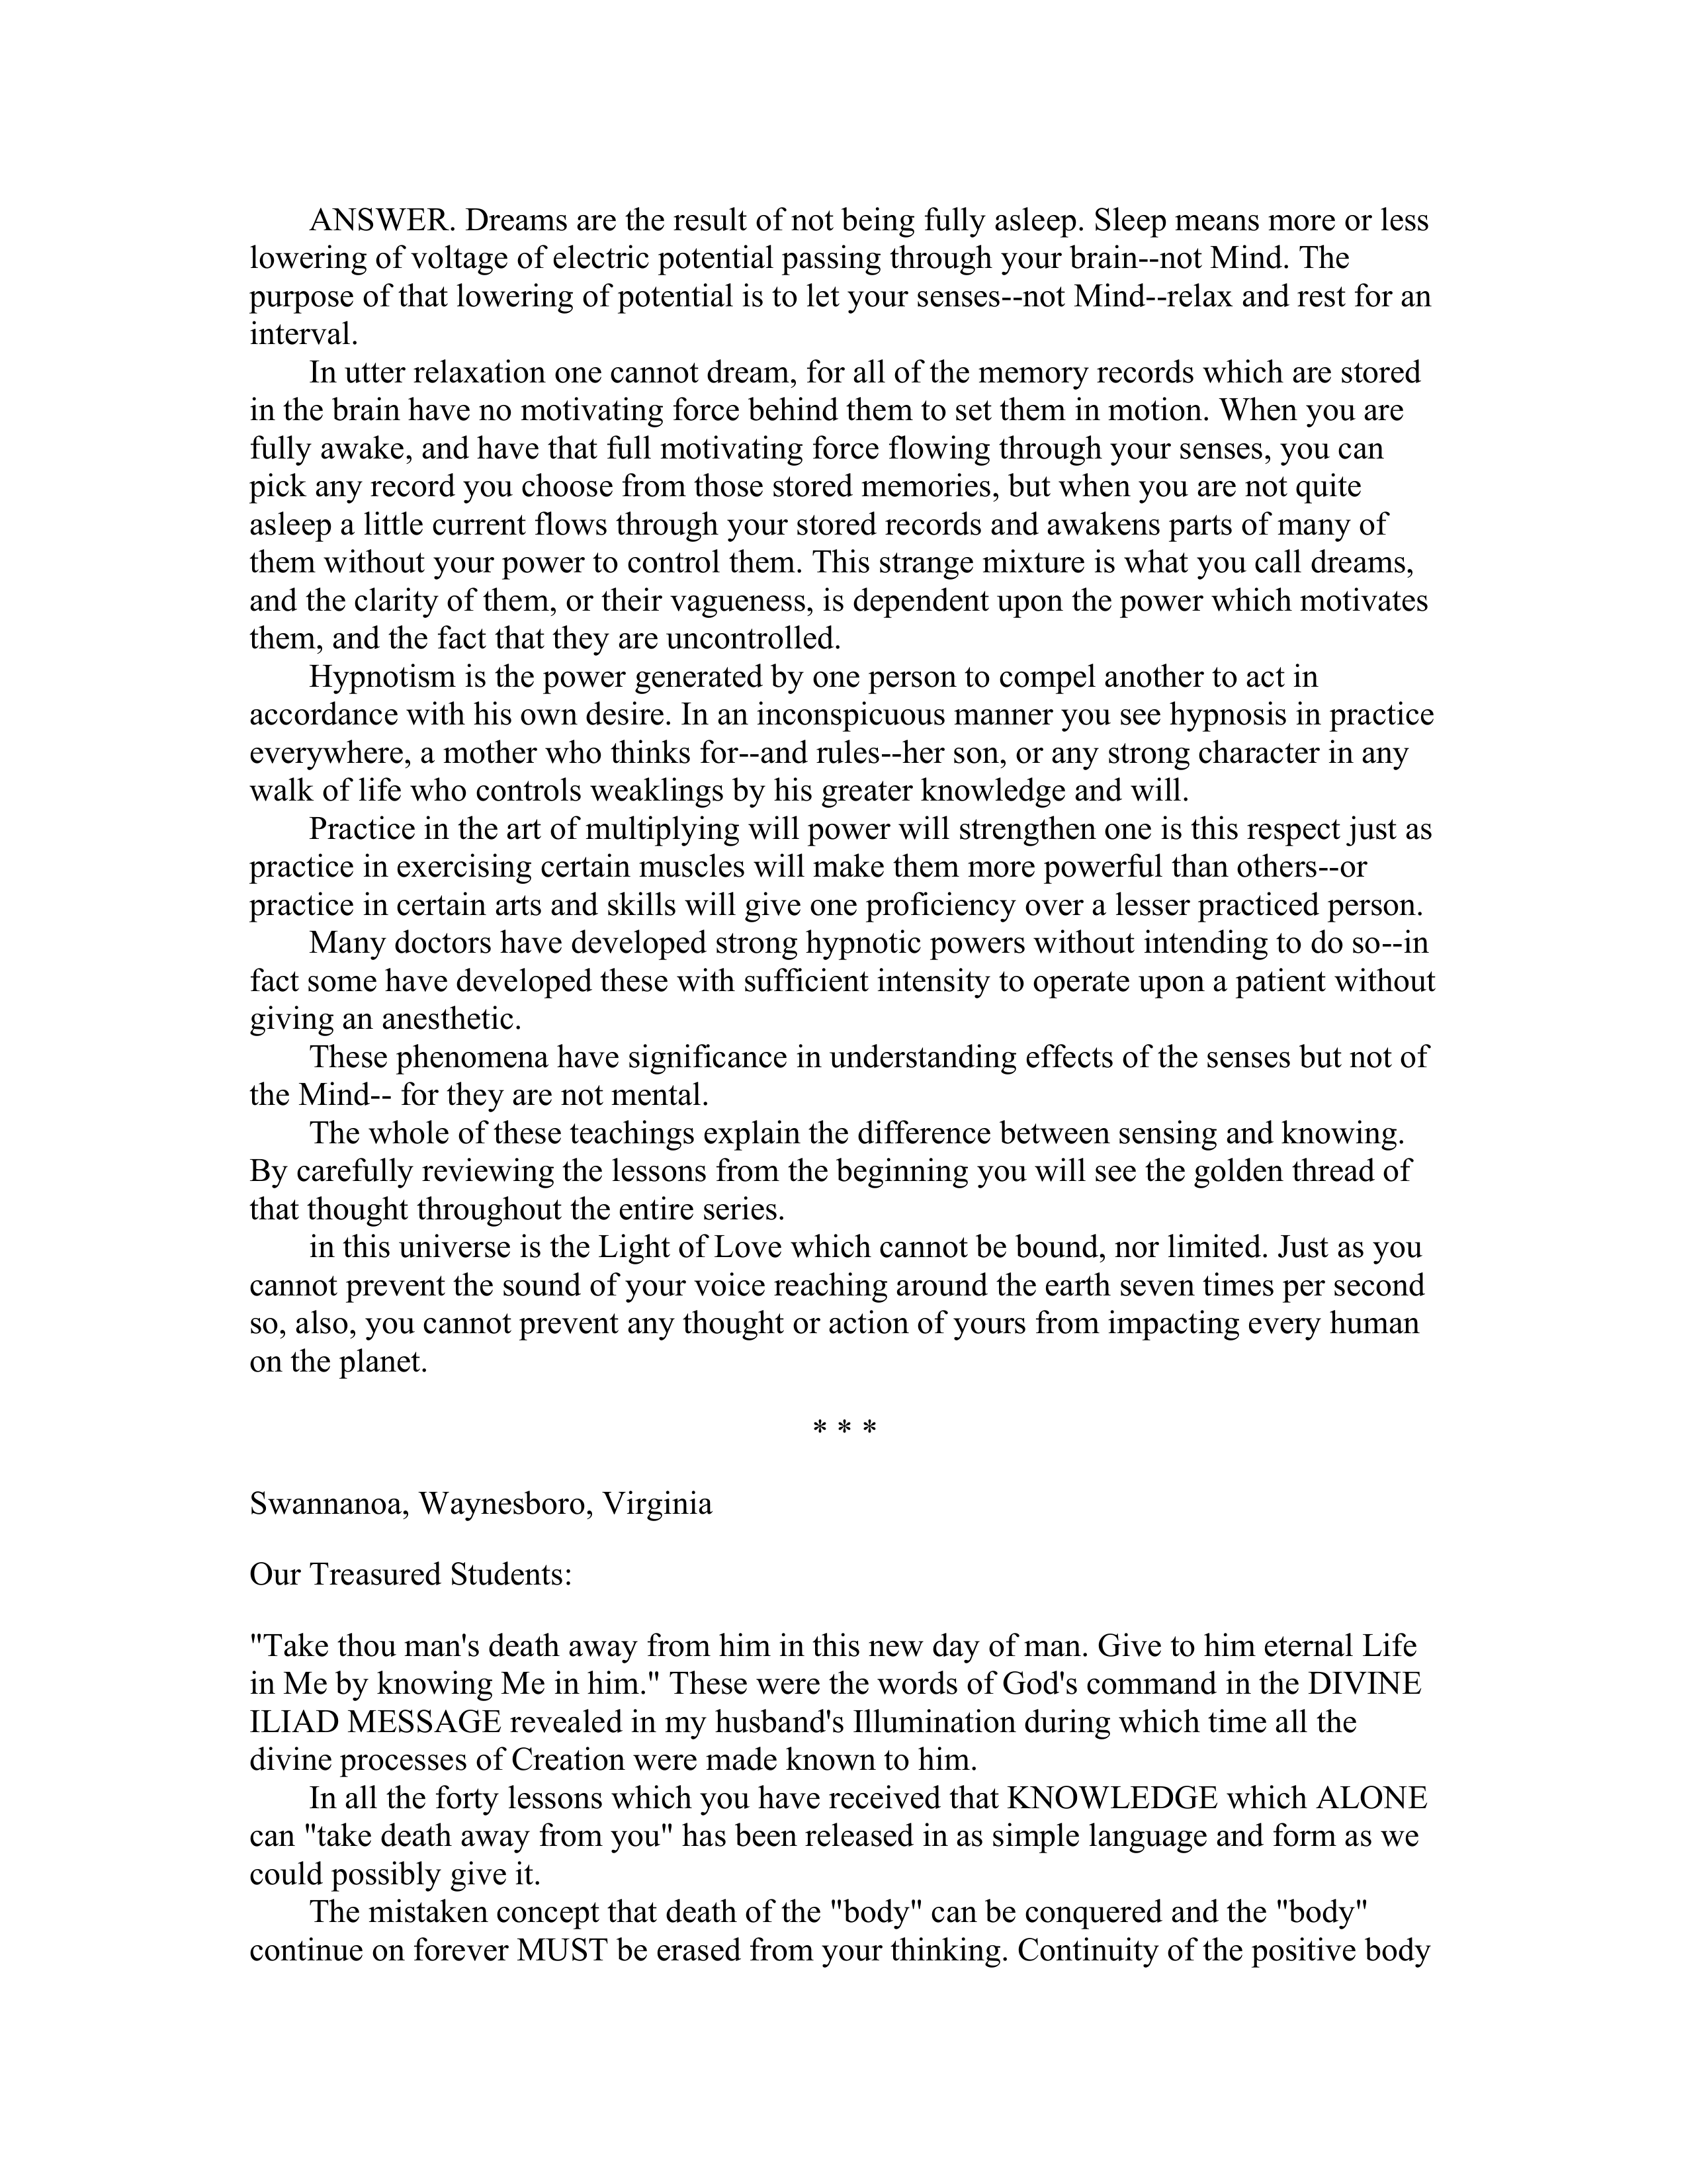 ANSWER. Dreams are the result of not being fully asleep. Sleep means more or less
lowering of voltage of electric potential passing through your brain--not Mind. The
purpose of that lowering of potential is to let your senses--not Mind--relax and rest for an
interval.
In utter relaxation one cannot dream, for all of the memory records which are stored
in the brain have no motivating force behind them to set them in motion. When you are
fully awake, and have that full motivating force flowing through your senses, you can
pick any record you choose from those stored memories, but when you are not quite
asleep a little current flows through your stored records and awakens parts of many of
them without your power to control them. This strange mixture is what you call dreams,
and the clarity of them, or their vagueness, is dependent upon the power which motivates
them, and the fact that they are uncontrolled.
Hypnotism is the power generated by one person to compel another to act in
accordance with his own desire. In an inconspicuous manner you see hypnosis in practice
everywhere, a mother who thinks for--and rules--her son, or any strong character in any
walk of life who controls weaklings by his greater knowledge and will.
Practice in the art of multiplying will power will strengthen one is this respect just as
practice in exercising certain muscles will make them more powerful than others--or
practice in certain arts and skills will give one proficiency over a lesser practiced person.
Many doctors have developed strong hypnotic powers without intending to do so--in
fact some have developed these with sufficient intensity to operate upon a patient without
giving an anesthetic.
These phenomena have significance in understanding effects of the senses but not of
the Mind-- for they are not mental.
The whole of these teachings explain the difference between sensing and knowing.
By carefully reviewing the lessons from the beginning you will see the golden thread of
that thought throughout the entire series.
in this universe is the Light of Love which cannot be bound, nor limited. Just as you
cannot prevent the sound of your voice reaching around the earth seven times per second
so, also, you cannot prevent any thought or action of yours from impacting every human
on the planet.
* * *
Swannanoa, Waynesboro, Virginia
Our Treasured Students:
"Take thou man's death away from him in this new day of man. Give to him eternal Life
in Me by knowing Me in him." These were the words of God's command in the DIVINE
ILIAD MESSAGE revealed in my husband's Illumination during which time all the
divine processes of Creation were made known to him.
In all the forty lessons which you have received that KNOWLEDGE which ALONE
can "take death away from you" has been released in as simple language and form as we
could possibly give it.
The mistaken concept that death of the "body" can be conquered and the "body"
continue on forever MUST be erased from your thinking. Continuity of the positive body